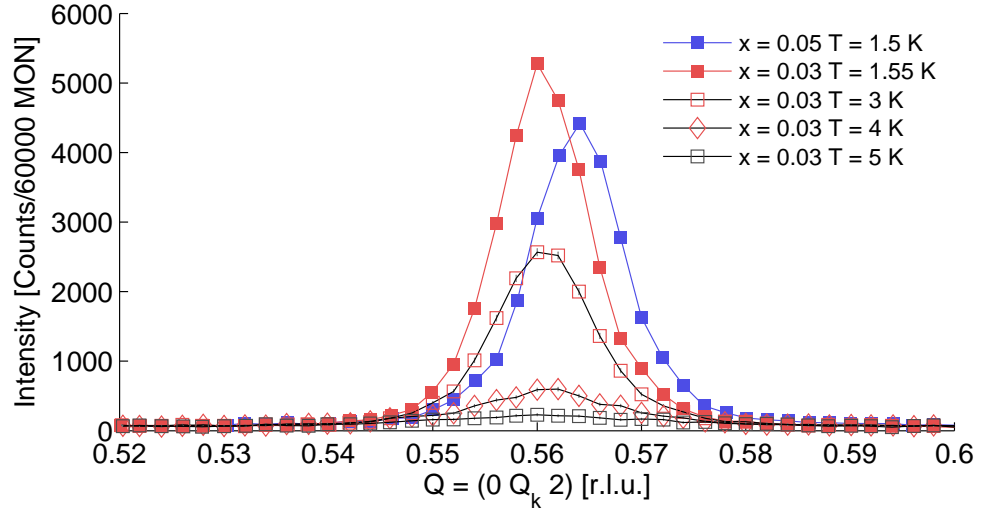 6000
5000
4000
3000
2000
1000
0
Intensity [Counts/60000 MON]
x = 0.05 T = 1.5 K
x = 0.03 T = 1.55 K
x = 0.03 T = 3 K
x = 0.03 T = 4 K
x = 0.03 T = 5 K
0.52 0.53 0.54 0.55 0.56 0.57 0.58 0.59 0.6
Q = (0 Q_k 2) [r.l.u.]